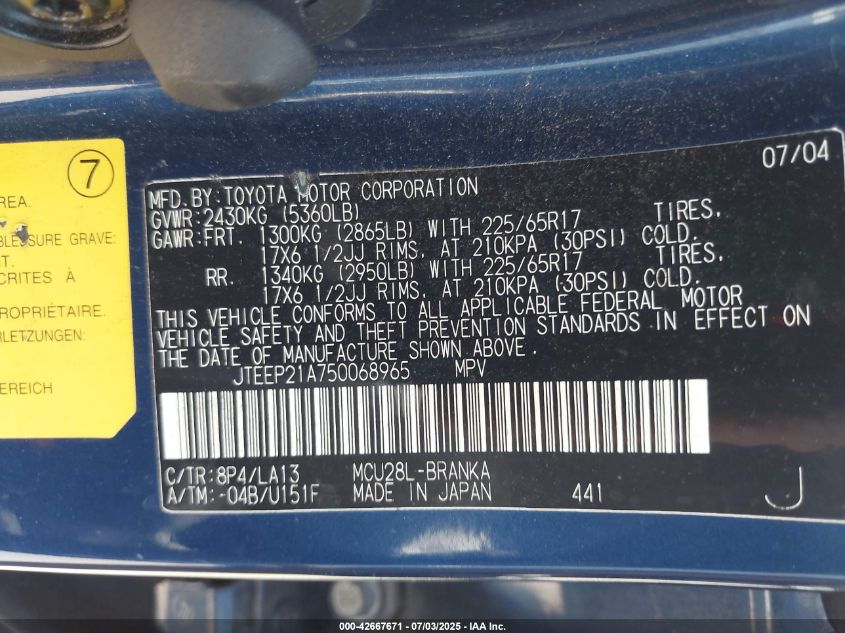 7
REA.
BLESSURE GRAVE:
T.
CRITES À
ROPRIÉTAIRE.
RLETZUNGEN:
07/04
MFD. BY: TOYOTA MOTOR CORPORATION
GVWR: 2430KG (5360LB)
GAWR: FRT. 1300KG (2865LB) WITH 225/65R17 TIRES,
17X6 1/2JJ RIMS, AT 210KPA (30PSI) COLD.
RR. 1340KG (2950LB) WITH 225/65R17 TIRES,
17X6 1/2JJ RIMS, AT 210KPA (30PSI) COLD.
THIS VEHICLE CONFORMS TO ALL APPLICABLE FEDERAL MOTOR
VEHICLE SAFETY AND THEFT PREVENTION STANDARDS IN EFFECT ON
THE DATE OF MANUFACTURE SHOWN ABOVE.
JTEEP21A750068965 MPV
C/TR: 8P4/LA13 MCU28L-BRANKA
A/TM: -04B/U151F MADE IN JAPAN 441 J
000-42667671 - 07/03/2025 - IAA Inc.